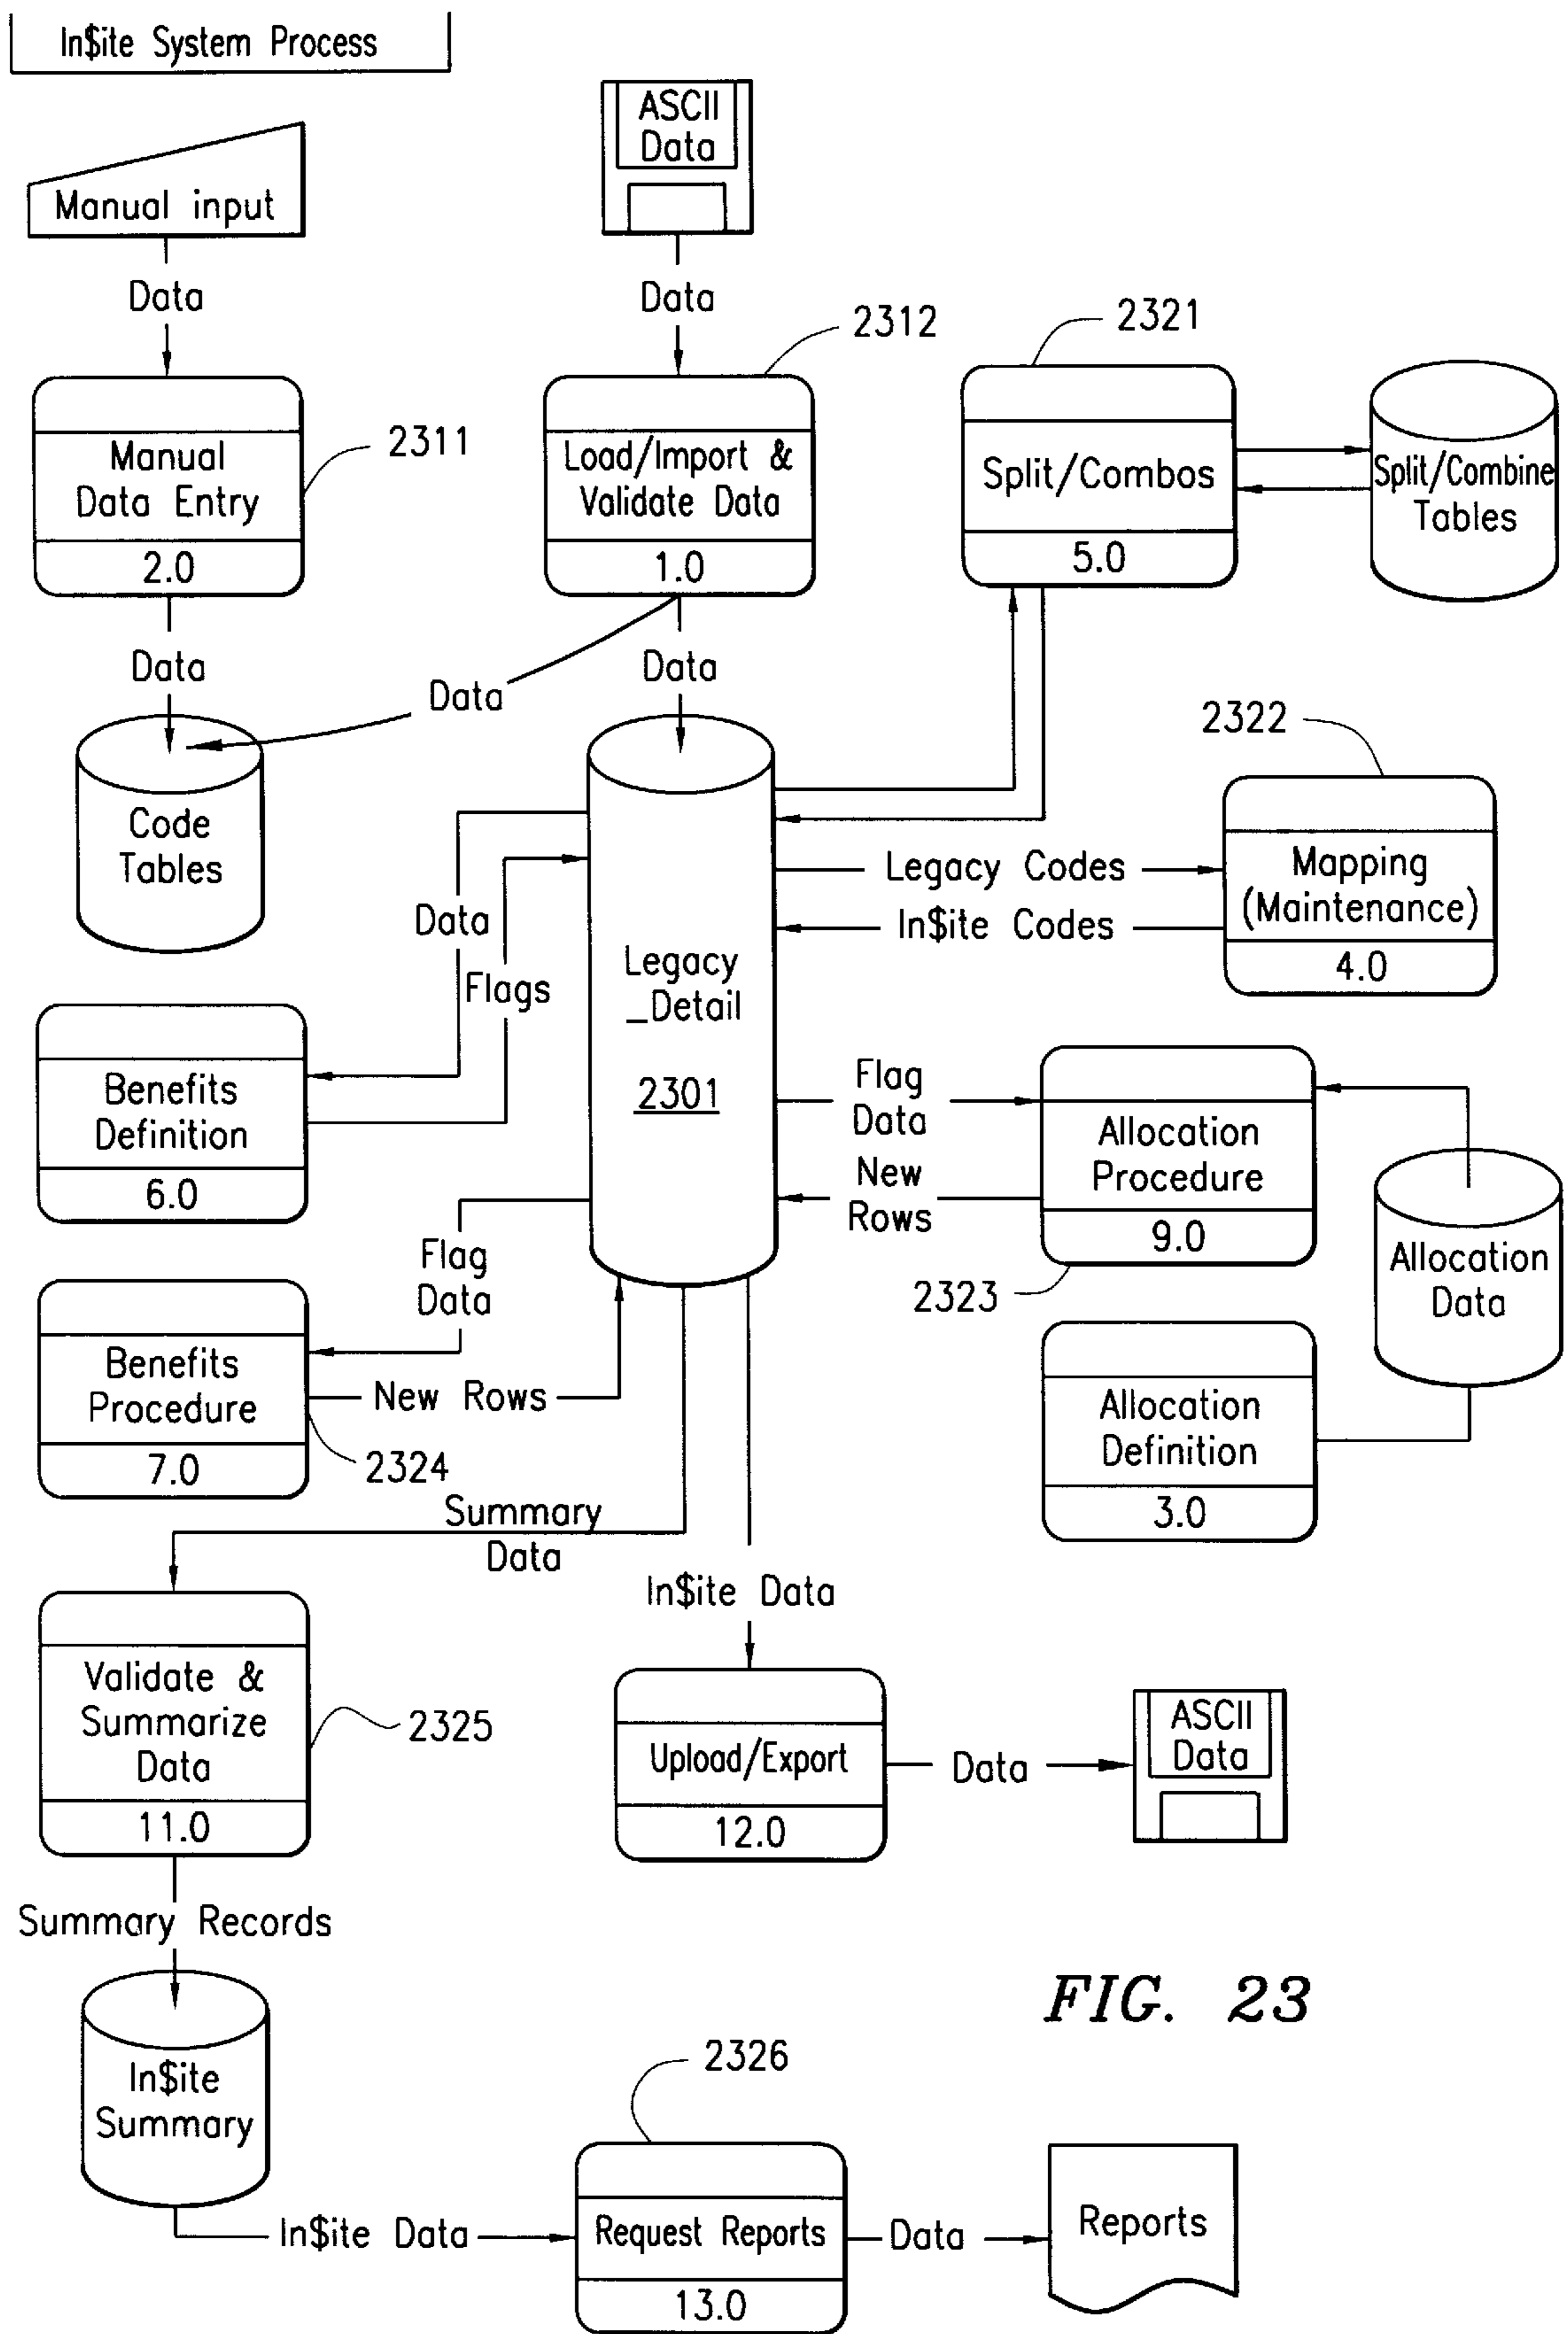 In$ite System Process
ASCII
Data
Manual input
Data
Data
2312
2321
2311
Manual
Data Entry
2.0
Load/Import &
Validate Data
1.0
Split/Combos
5.0
Split/Combine
Tables
Data
Data
Data
2322
Code
Tables
Legacy Codes
In$ite Codes
Mapping
(Maintenance)
4.0
Data
Flags
Legacy
_Detail
2301
Benefits
Definition
6.0
Flag
Data
New
Rows
Allocation
Procedure
9.0
2323
Allocation
Data
Flag
Data
Benefits
Procedure
7.0
New Rows
2324
Allocation
Definition
3.0
Summary
Data
In$ite Data
Validate &
Summarize
Data
11.0
2325
Upload/Export
12.0
Data
ASCII
Data
Summary Records
In$ite
Summary
FIG. 23
2326
In$ite Data
Request Reports
13.0
Data
Reports